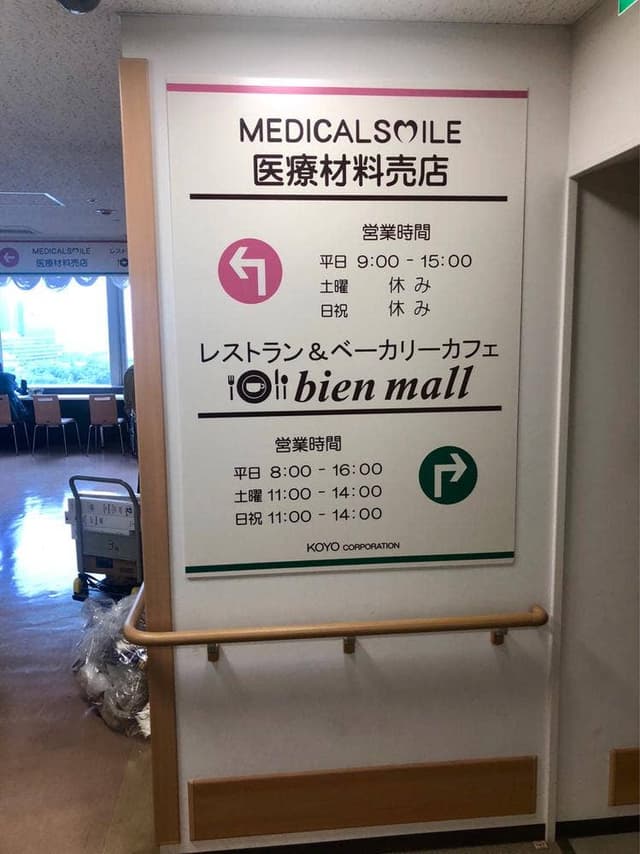 MEDICALSMILE
医療材料売店
営業時間
平日 9:00 - 15:00
土曜 休み
日祝 休み
レストラン&ベーカリーカフェ
bien mall
営業時間
平日 8:00 - 16:00
土曜 11:00 - 14:00
日祝 11:00 - 14:00
KOYO CORPORATION
MEDICALSMILE
医療材料売店
レスト